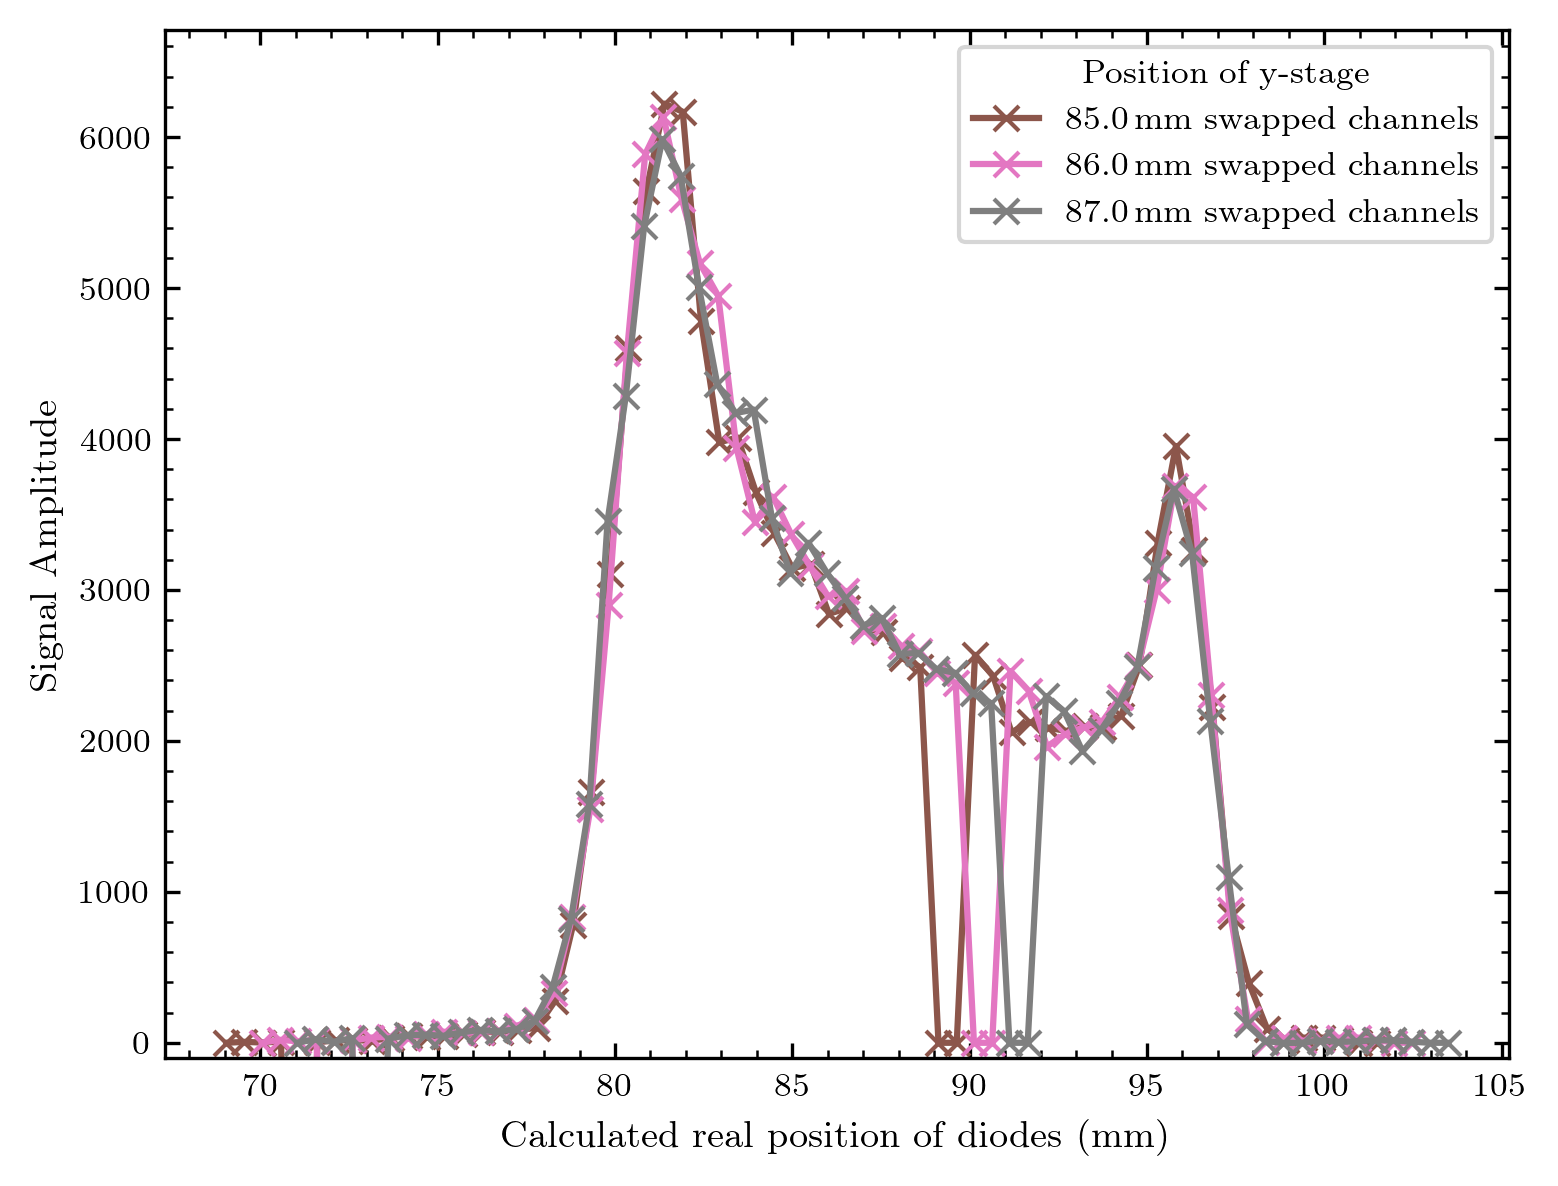 Position of y-stage
85.0 mm swapped channels
86.0 mm swapped channels
87.0 mm swapped channels
6000
5000
4000
3000
2000
1000
0
Signal Amplitude
70 75 80 85 90 95 100 105
Calculated real position of diodes (mm)